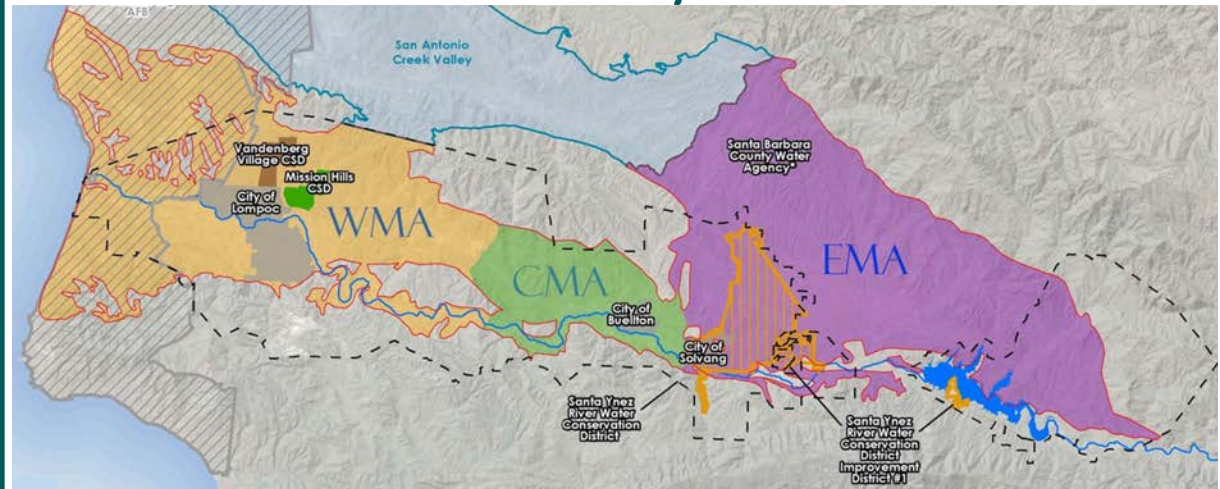 AFB
San Antonio
Creek Valley
Vandenberg
Village CSD
Mission Hills
CSD
City of
Lompoc
WMA
CMA
City of
Buellton
Santa Barbara
County Water
Agency*
EMA
City of
Solvang
Santa Ynez
River Water
Conservation
District
Santa Ynez
River Water
Conservation
District
Improvement
District #1